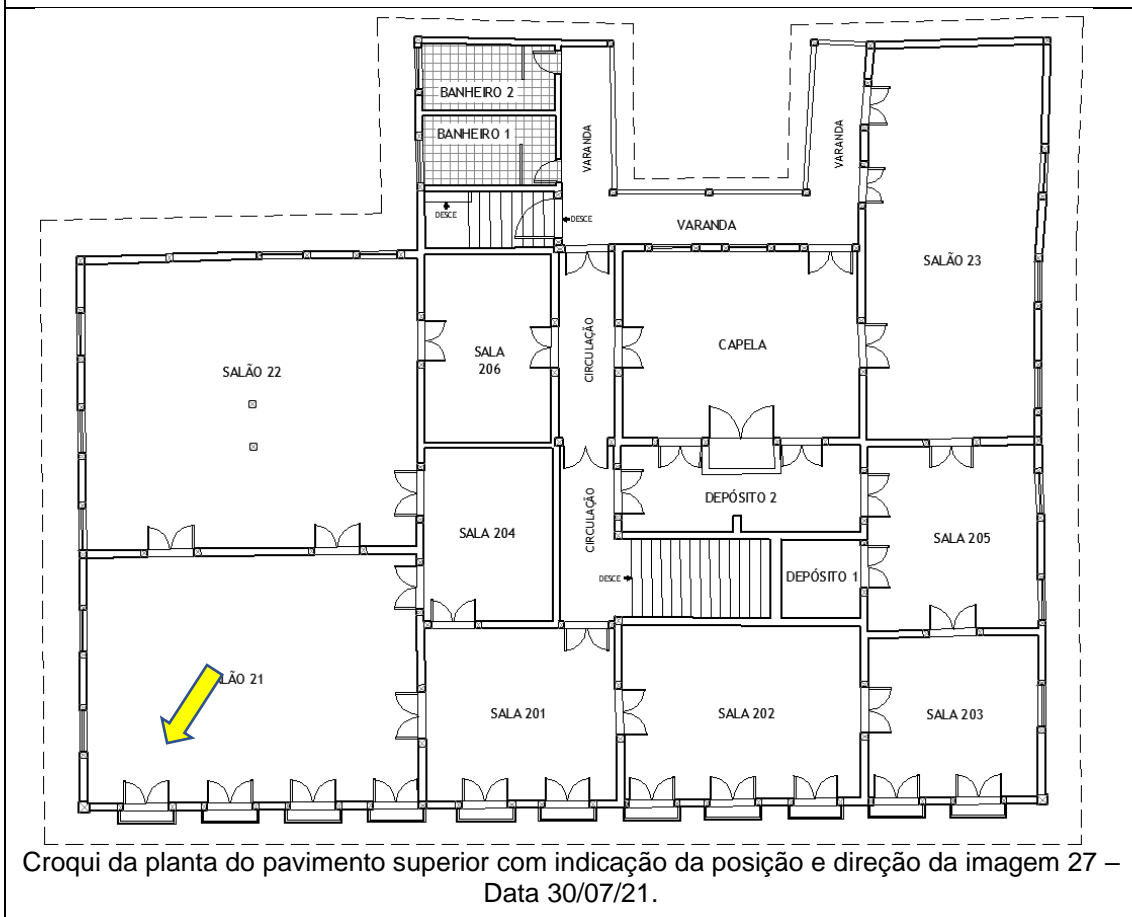 BANHEIRO 2
BANHEIRO 1
VARANDA
VARANDA
DESCE
DESCE
VARANDA
SALÃO 23
SALÃO 22
SALA
206
CIRCULAÇÃO
CAPELA
SALA 204
CIRCULAÇÃO
DEPÓSITO 2
SALA 205
DESCE
DEPÓSITO 1
LÃO 21
SALA 201
SALA 202
SALA 203
Croqui da planta do pavimento superior com indicação da posição e direção da imagem 27 –
Data 30/07/21.